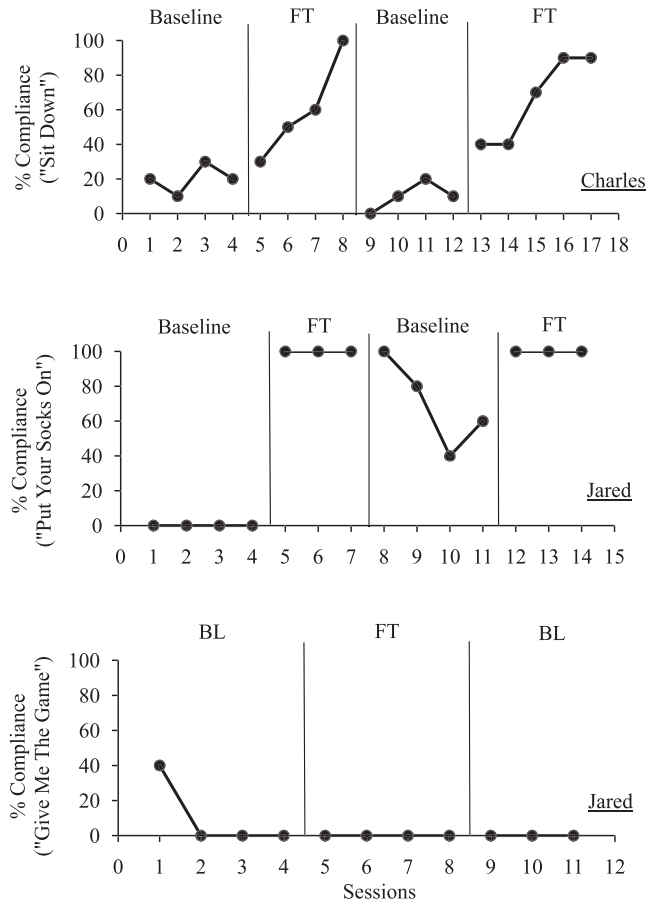 Baseline FT Baseline FT
% Compliance
("Sit Down")
100
80
60
40
20
0
Charles
0 1 2 3 4 5 6 7 8 9 10 11 12 13 14 15 16 17 18
Baseline FT Baseline FT
% Compliance
("Put Your Socks On")
100
80
60
40
20
0
Jared
0 1 2 3 4 5 6 7 8 9 10 11 12 13 14 15
BL FT BL
% Compliance
("Give Me The Game")
100
80
60
40
20
0
Jared
0 1 2 3 4 5 6 7 8 9 10 11 12
Sessions